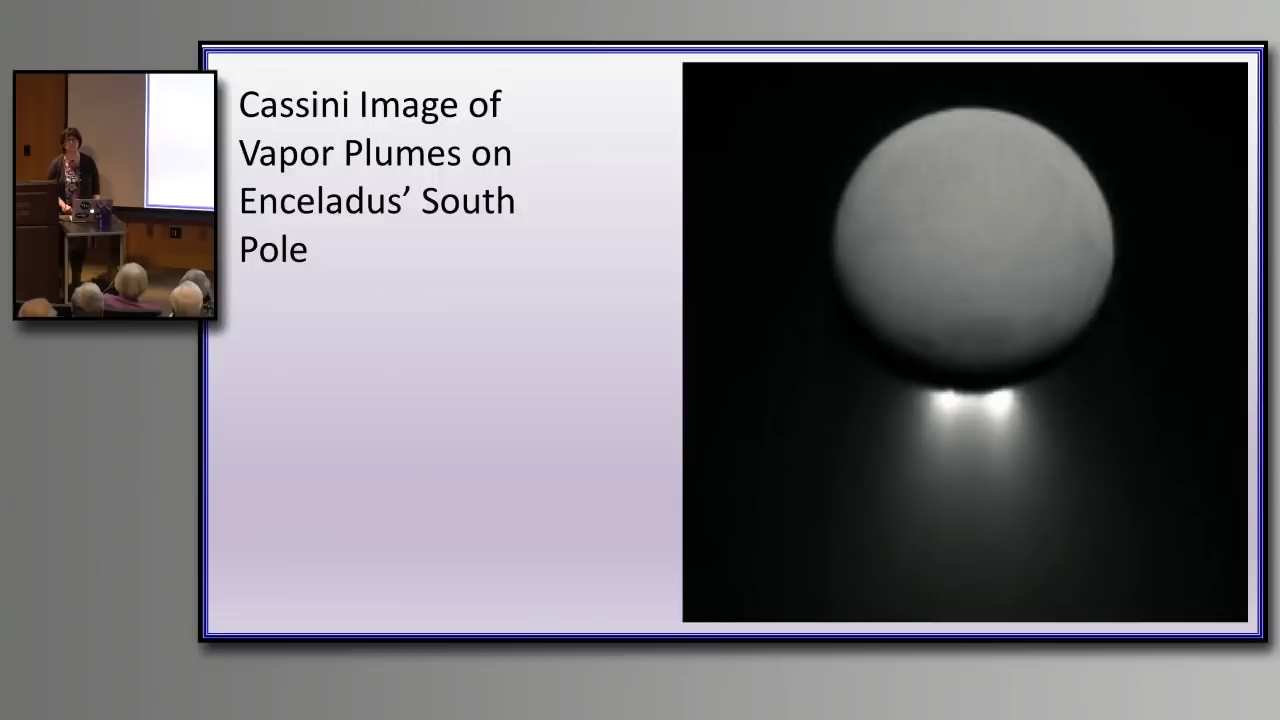 Cassini Image of
Vapor Plumes on
Enceladus’ South
Pole